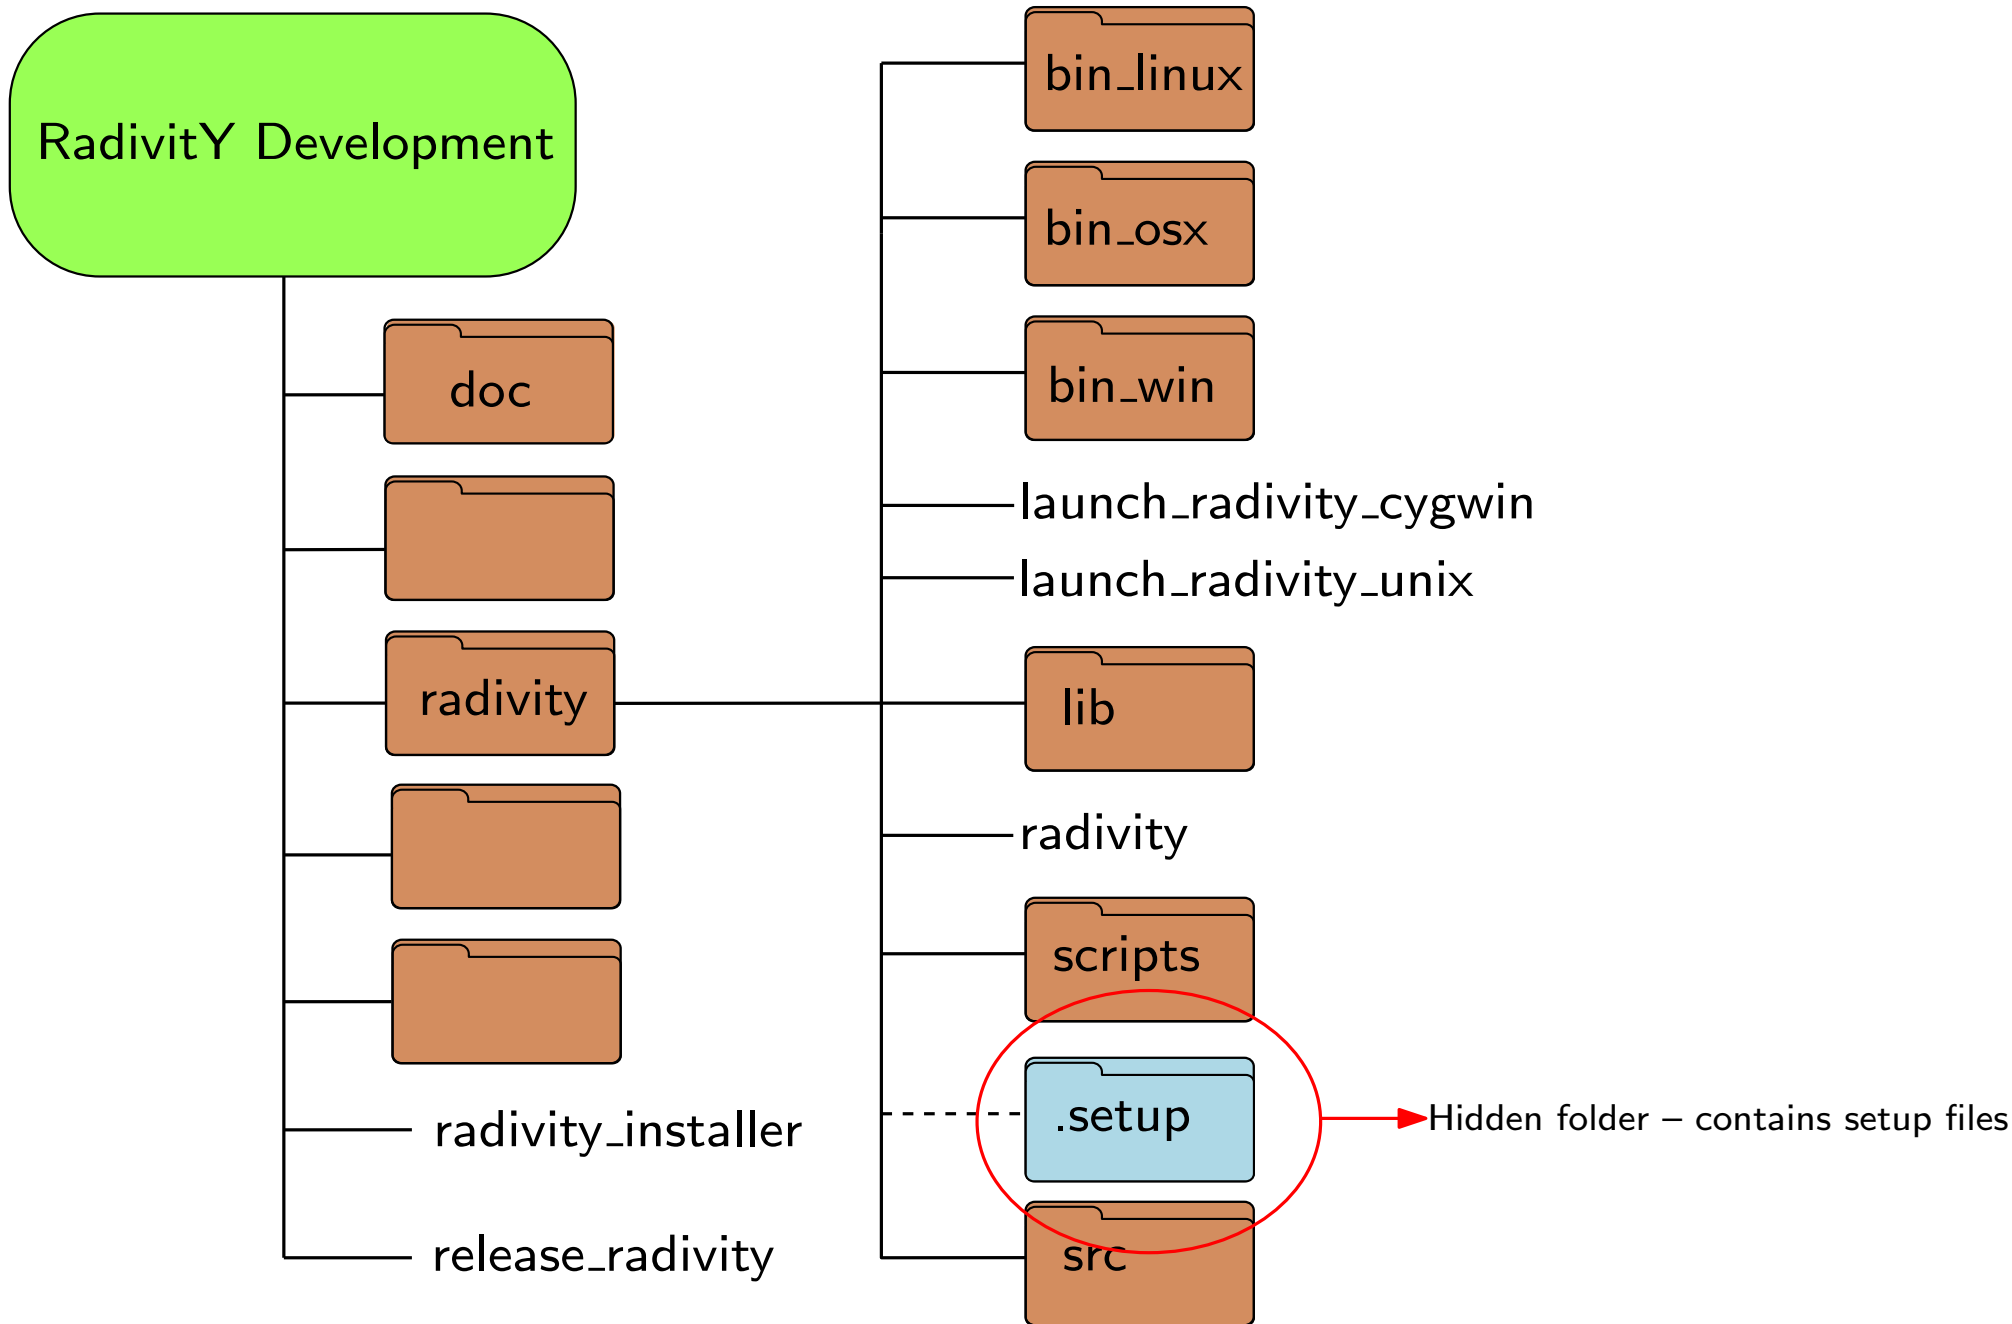 RadivitY Development
doc
radivity
radivity_installer
release_radivity
bin_linux
bin_osx
bin_win
launch_radivity_cygwin
launch_radivity_unix
lib
radivity
scripts
.setup
Hidden folder – contains setup files
src